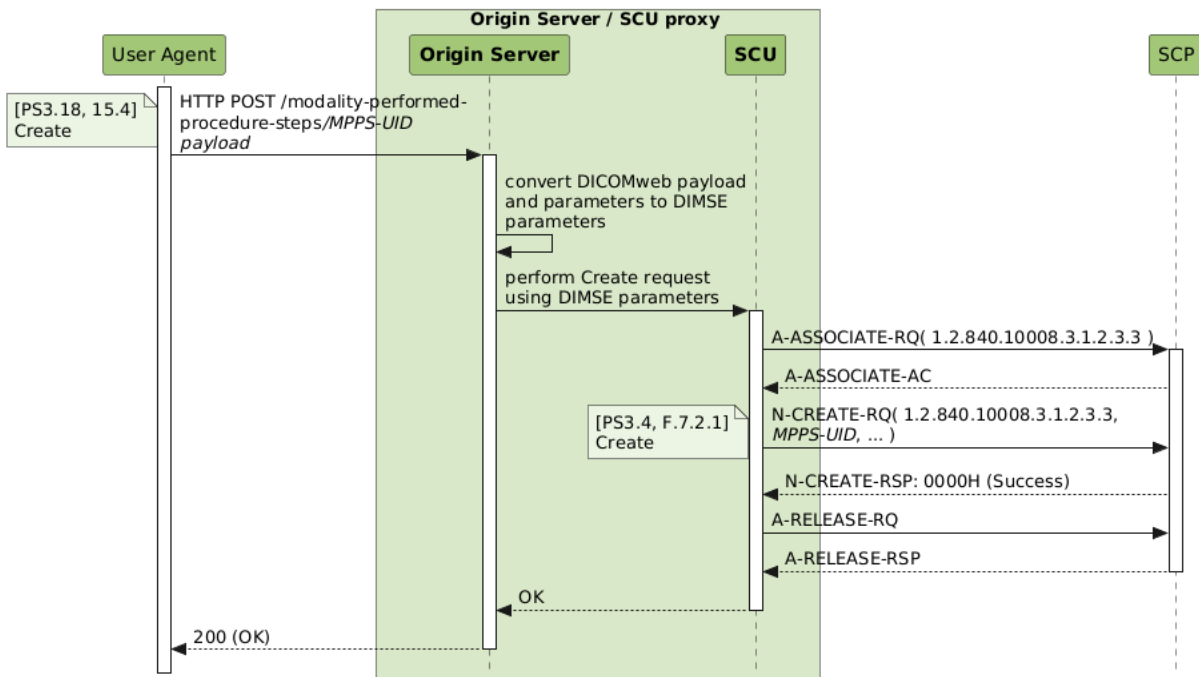 Origin Server / SCU proxy
User Agent
Origin Server
SCU
SCP
[PS3.18, 15.4]
Create
HTTP POST /modality-performed-
procedure-steps/MPPS-UID
payload
convert DICOMweb payload
and parameters to DIMSE
parameters
perform Create request
using DIMSE parameters
A-ASSOCIATE-RQ( 1.2.840.10008.3.1.2.3.3 )
A-ASSOCIATE-AC
[PS3.4, F.7.2.1]
Create
N-CREATE-RQ( 1.2.840.10008.3.1.2.3.3,
MPPS-UID, ... )
N-CREATE-RSP: 0000H (Success)
A-RELEASE-RQ
A-RELEASE-RSP
OK
200 (OK)